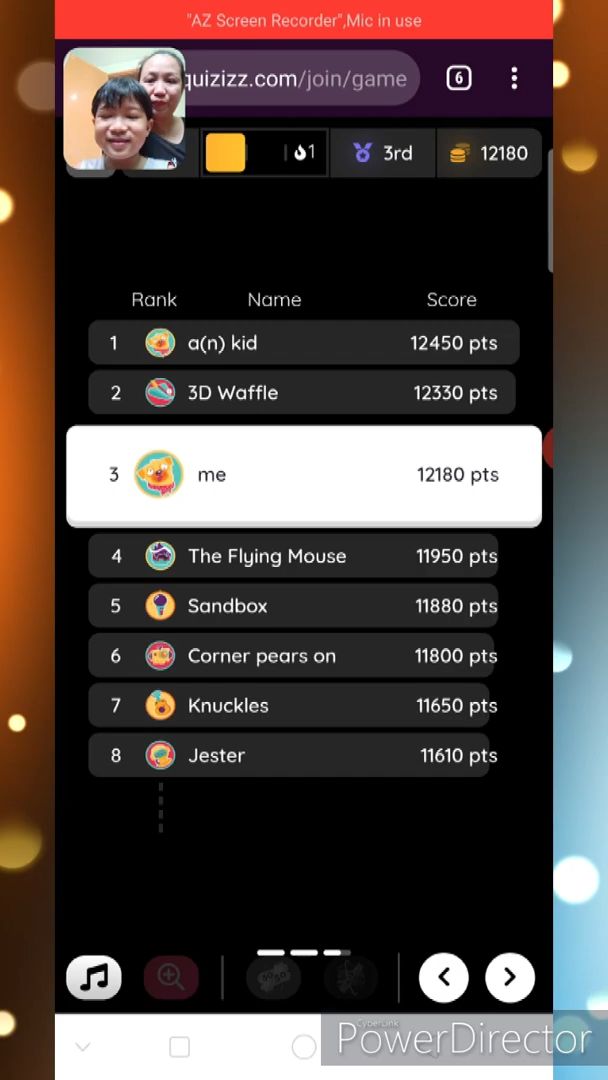 "AZ Screen Recorder",Mic in use
quizizz.com/join/game
6
1
3rd
12180
Rank Name Score
1 a(n) kid 12450 pts
2 3D Waffle 12330 pts
3 me 12180 pts
4 The Flying Mouse 11950 pts
5 Sandbox 11880 pts
6 Corner pears on 11800 pts
7 Knuckles 11650 pts
8 Jester 11610 pts
CyberLink
PowerDirector